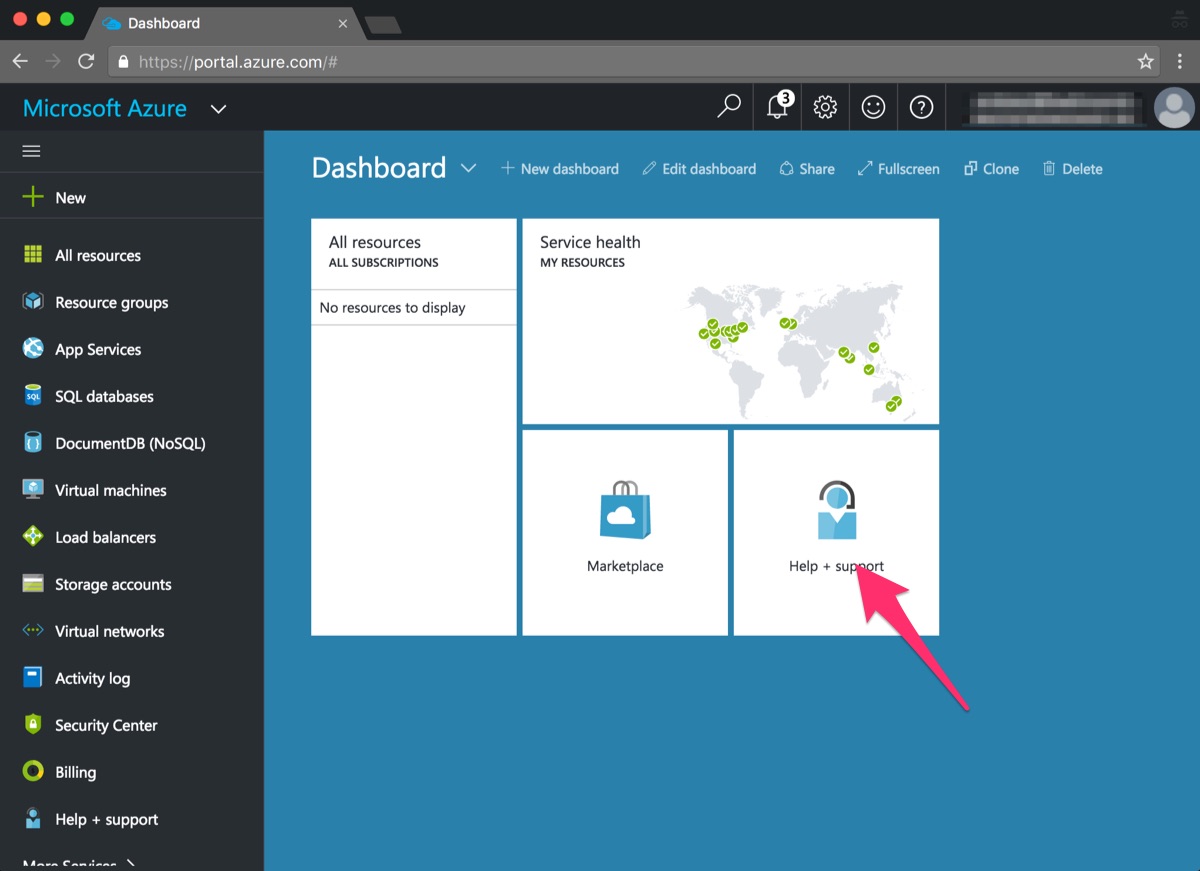 Dashboard
https://portal.azure.com/#
Microsoft Azure
3
Dashboard
New dashboard
Edit dashboard
Share
Fullscreen
Clone
Delete
New
All resources
Resource groups
App Services
SQL
SQL databases
DocumentDB (NoSQL)
Virtual machines
Load balancers
Storage accounts
Virtual networks
Activity log
Security Center
Billing
Help + support
More Services
All resources
ALL SUBSCRIPTIONS
No resources to display
Service health
MY RESOURCES
Marketplace
Help + support